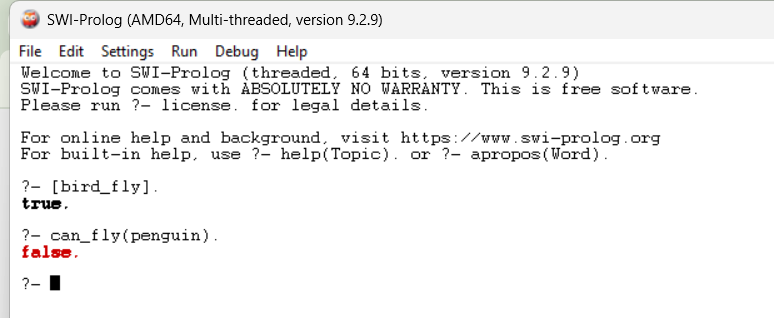 SWI-Prolog (AMD64, Multi-threaded, version 9.2.9)
File Edit Settings Run Debug Help
Welcome to SWI-Prolog (threaded, 64 bits, version 9.2.9)
SWI-Prolog comes with ABSOLUTELY NO WARRANTY. This is free software.
Please run ?- license. for legal details.
For online help and background, visit https://www.swi-prolog.org
For built-in help, use ?- help(Topic). or ?- apropos(Word).
?- [bird_fly].
true.
?- can_fly(penguin).
false.
?-